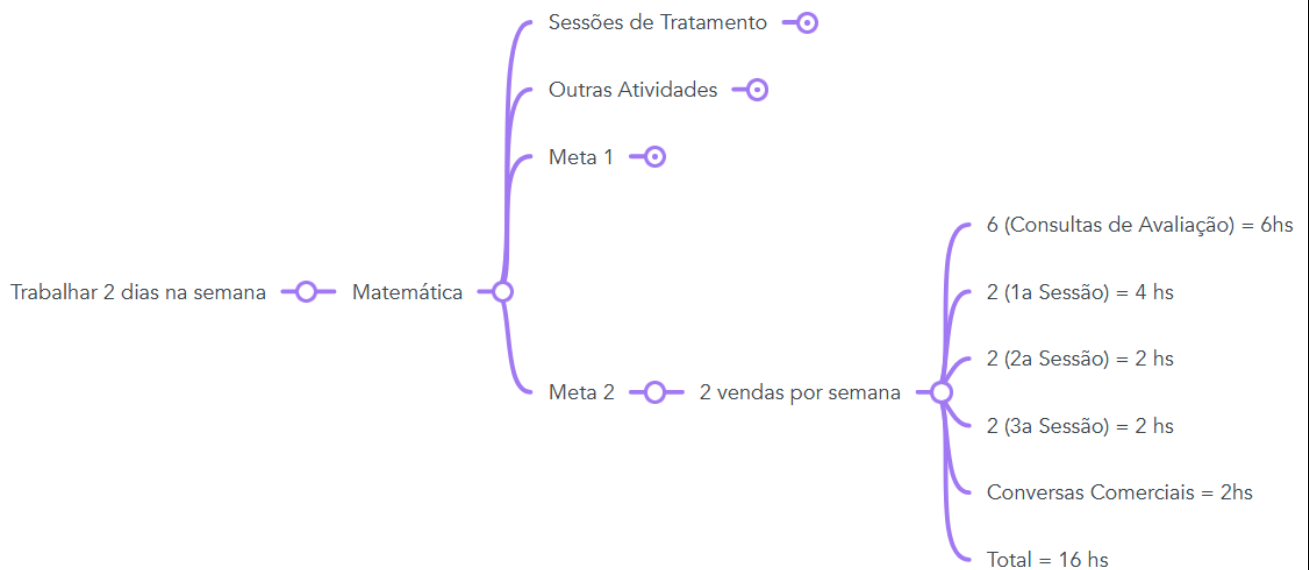 Sessões de Tratamento
Outras Atividades
Meta 1
6 (Consultas de Avaliação) = 6hs
Trabalhar 2 dias na semana
Matemática
2 (1a Sessão) = 4 hs
2 (2a Sessão) = 2 hs
Meta 2
2 vendas por semana
2 (3a Sessão) = 2 hs
Conversas Comerciais = 2hs
Total = 16 hs